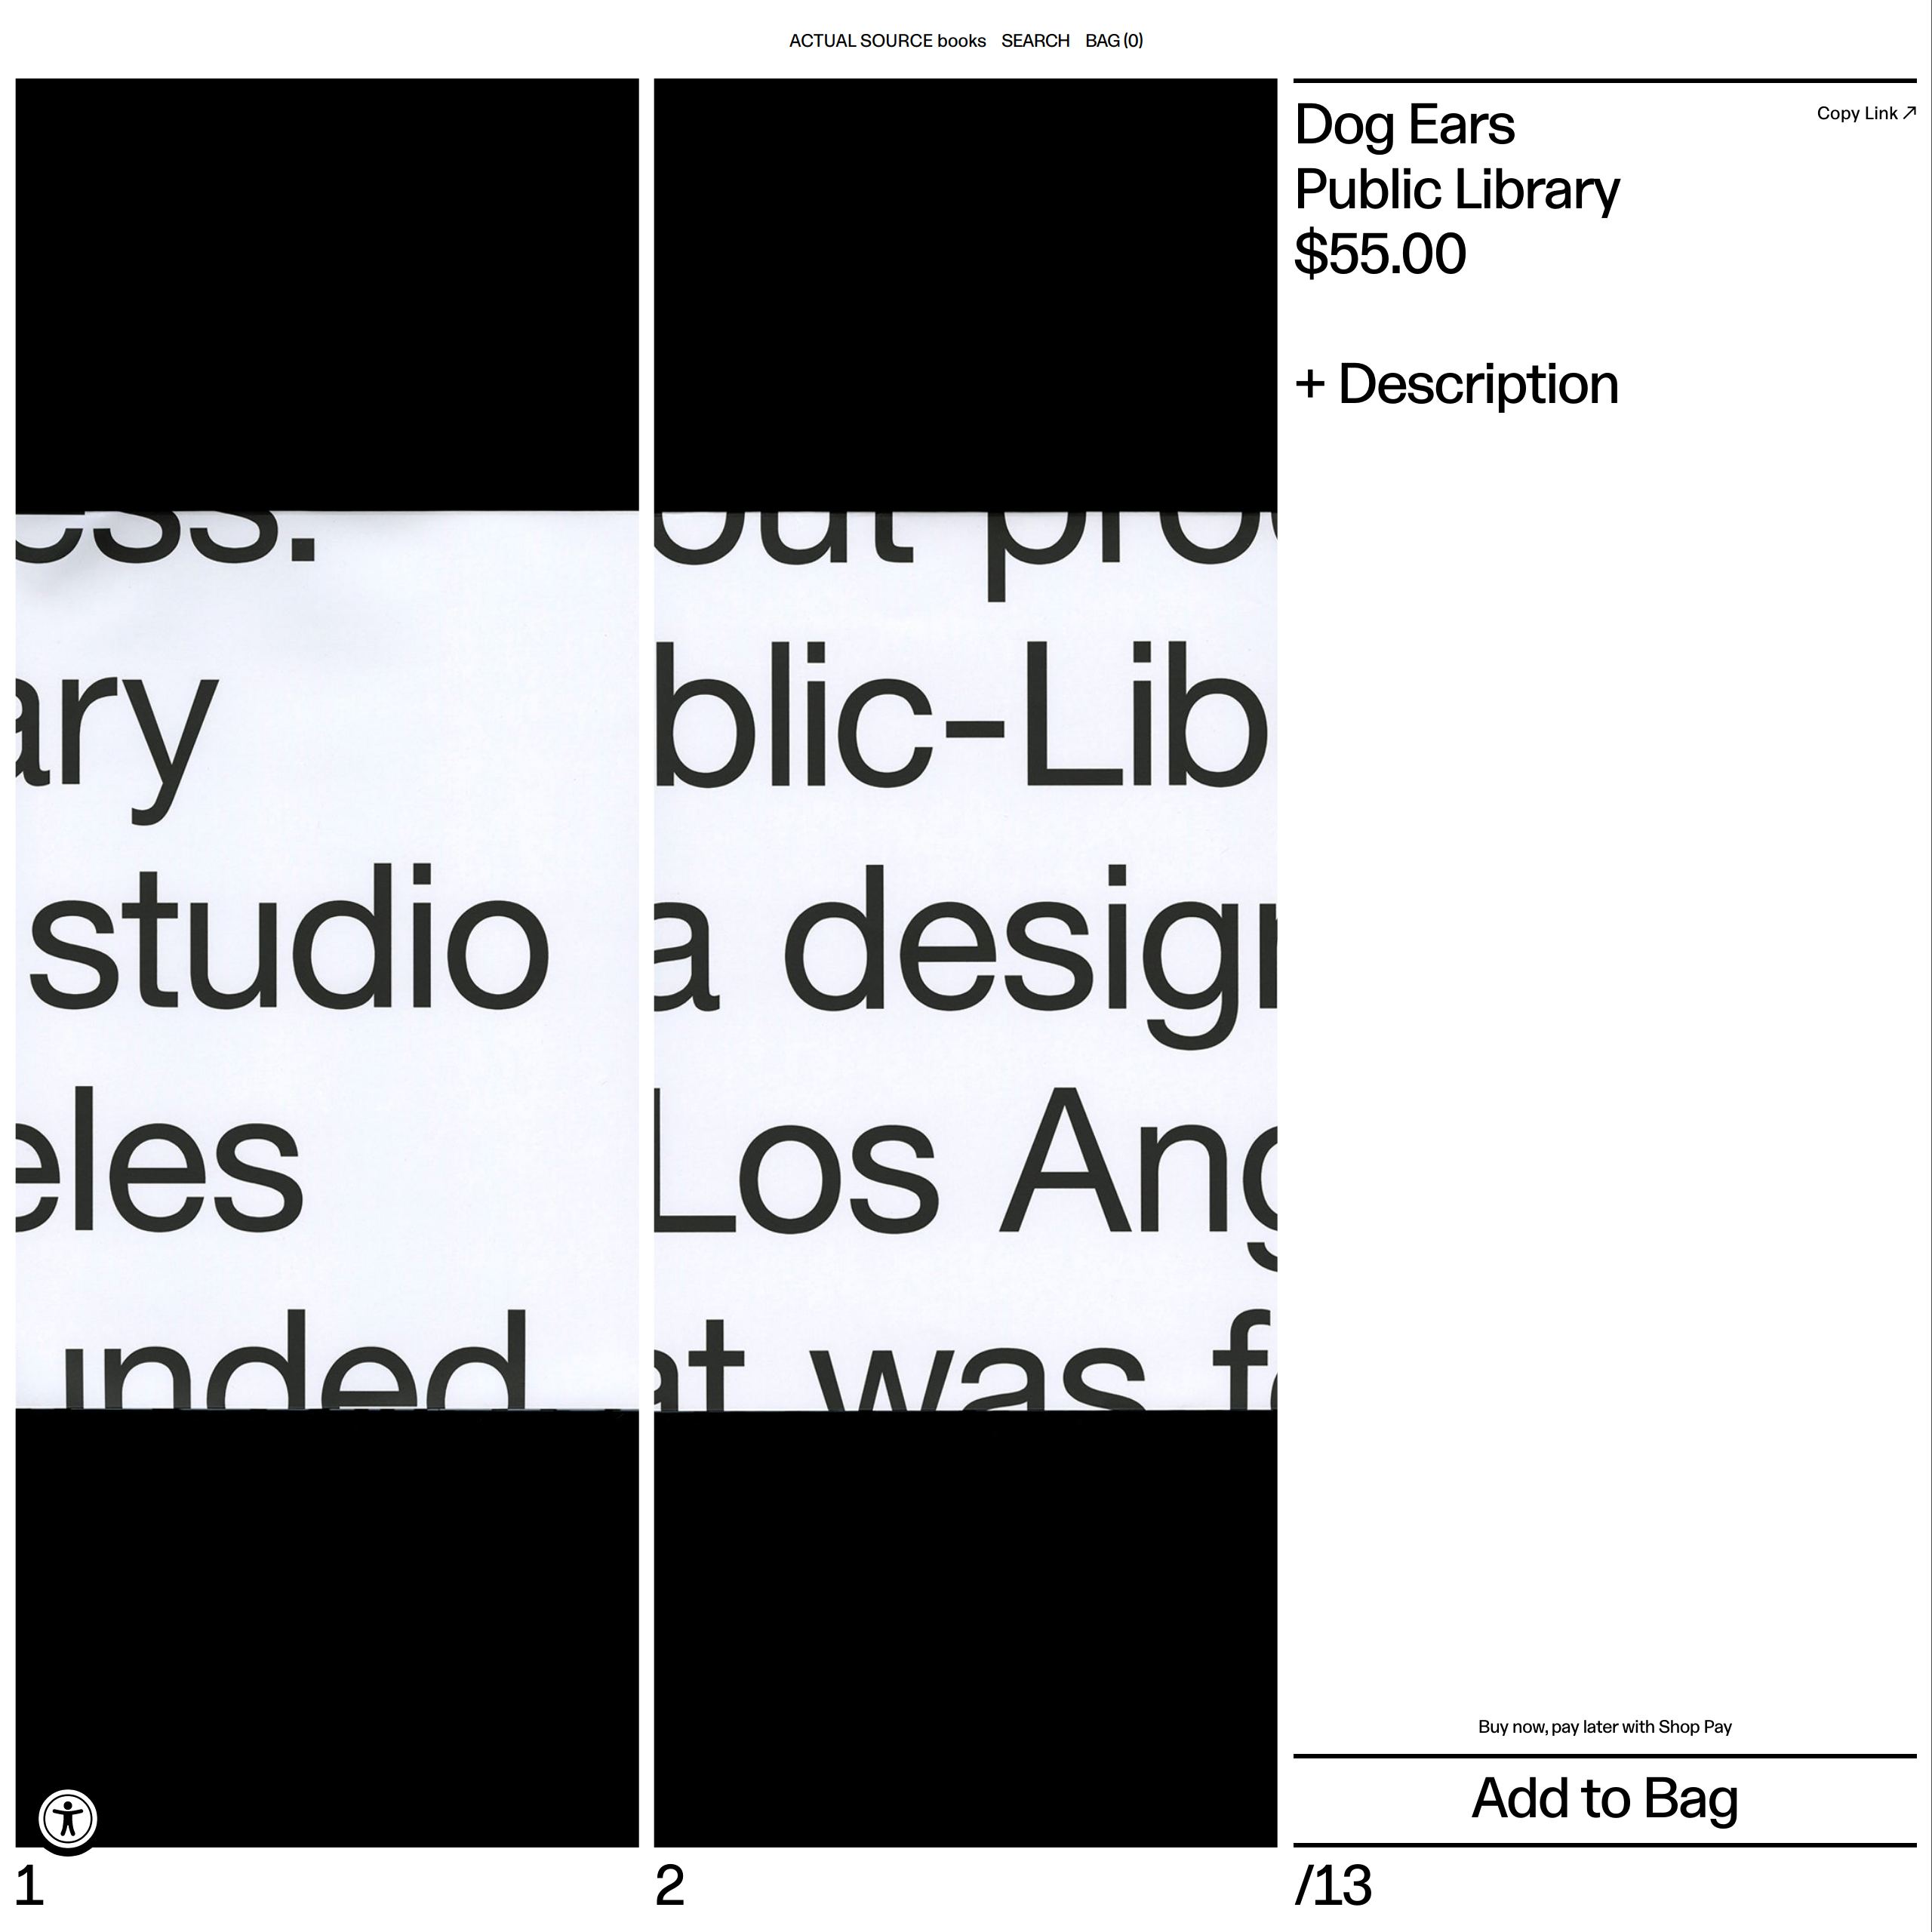 ACTUAL SOURCE books SEARCH BAG (0)
ess.
ary
studio
eles
unded
out pro
blic-Lib
a design
Los Ang
at was fo
Dog Ears
Copy Link ↗
Public Library
$55.00
+ Description
Buy now, pay later with Shop Pay
Add to Bag
1
2
/13